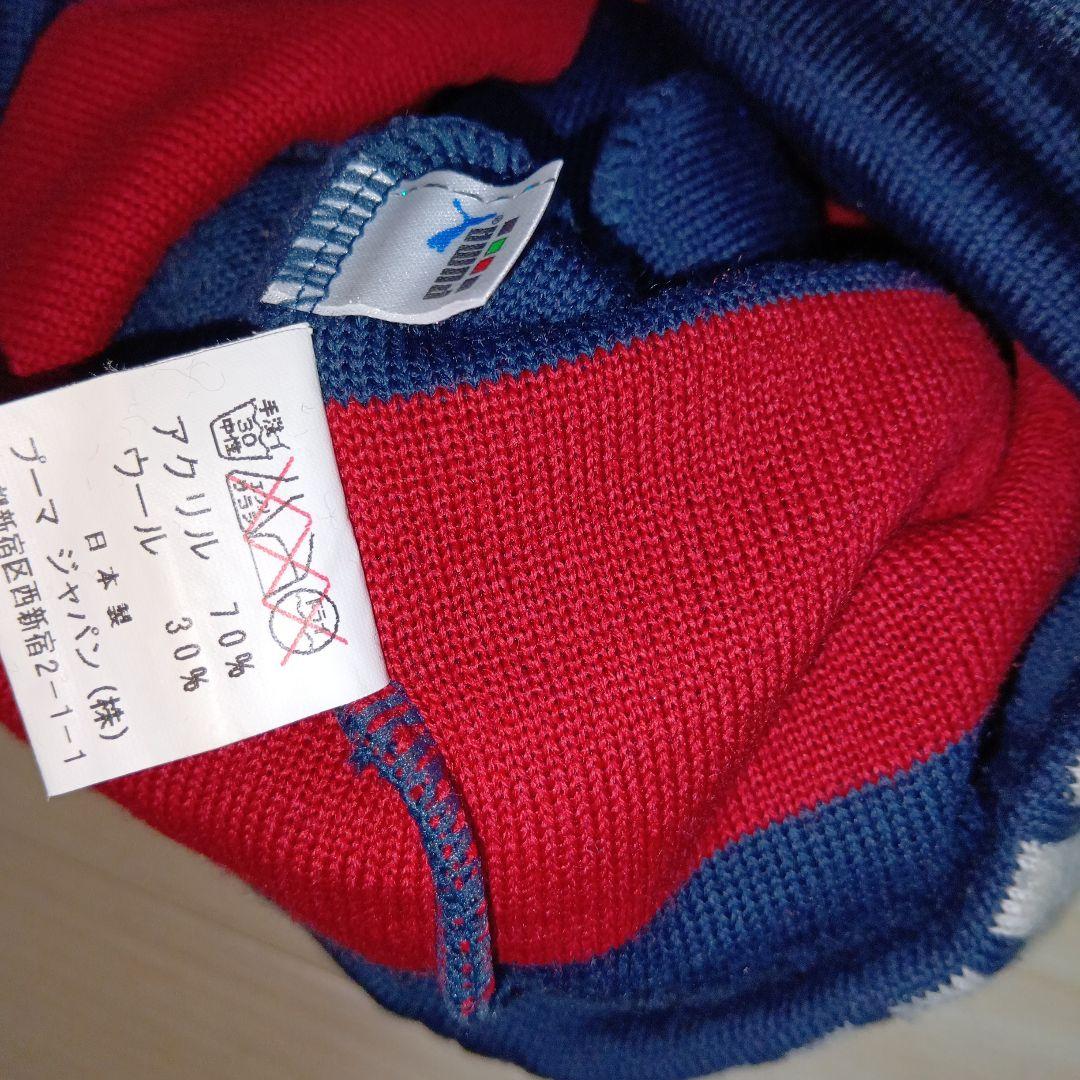 手洗イ
30
中性
アクリル 70%
ウール 30%
日本製
プーマ ジャパン(株)
新宿区西新宿2-1-1